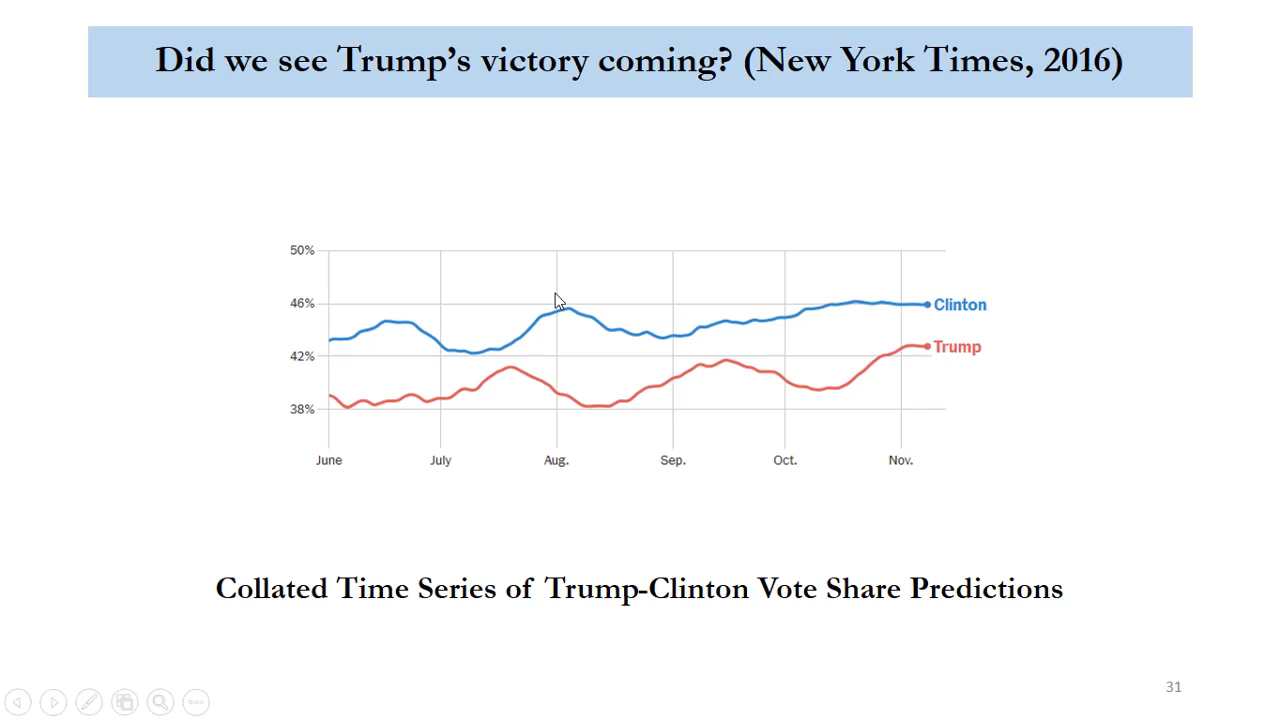 Did we see Trump's victory coming? (New York Times, 2016)
50%
46%
Clinton
Trump
42%
38%
June July Aug. Sep. Oct. Nov.
Collated Time Series of Trump-Clinton Vote Share Predictions
31